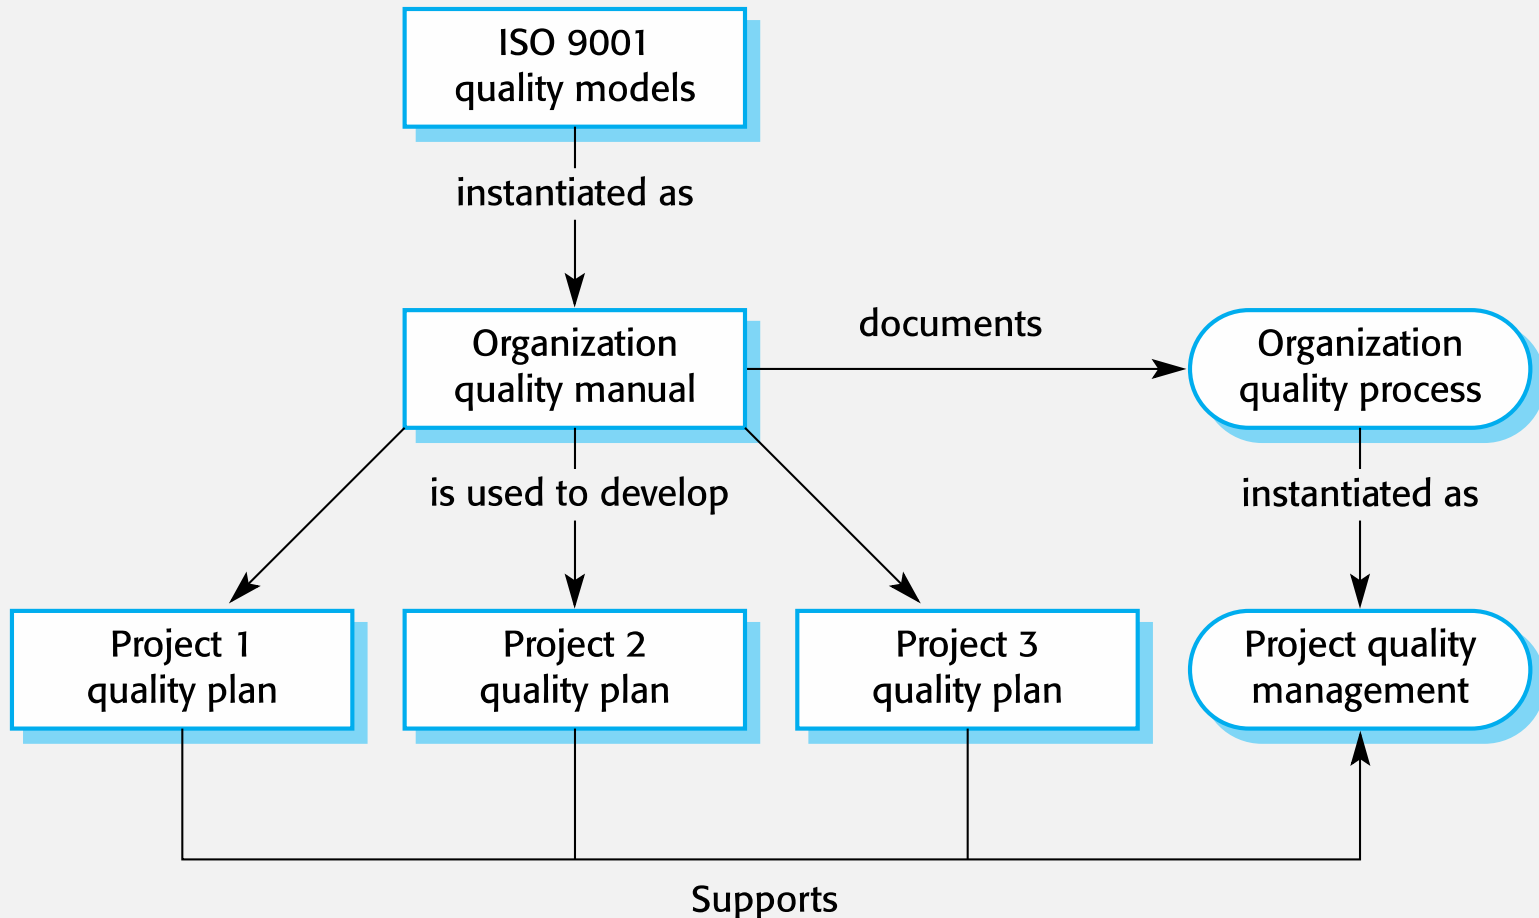 ISO 9001
quality models
instantiated as
Organization
quality manual
documents
Organization
quality process
is used to develop
instantiated as
Project 1
quality plan
Project 2
quality plan
Project 3
quality plan
Project quality
management
Supports